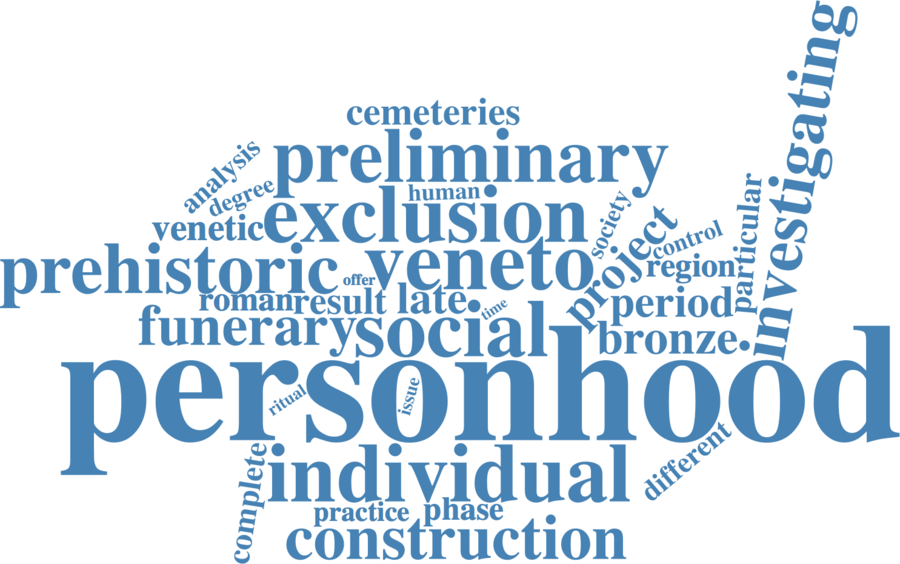 cemeteries
investigating
preliminary
analysis
degree
human
exclusion
venetic
society
project
control
particular
prehistoric
veneto
region
offer
roman
result
late
time
period
funerary
social
bronze
personhood
ritual
issue
individual
different
complete
practice
phase
construction